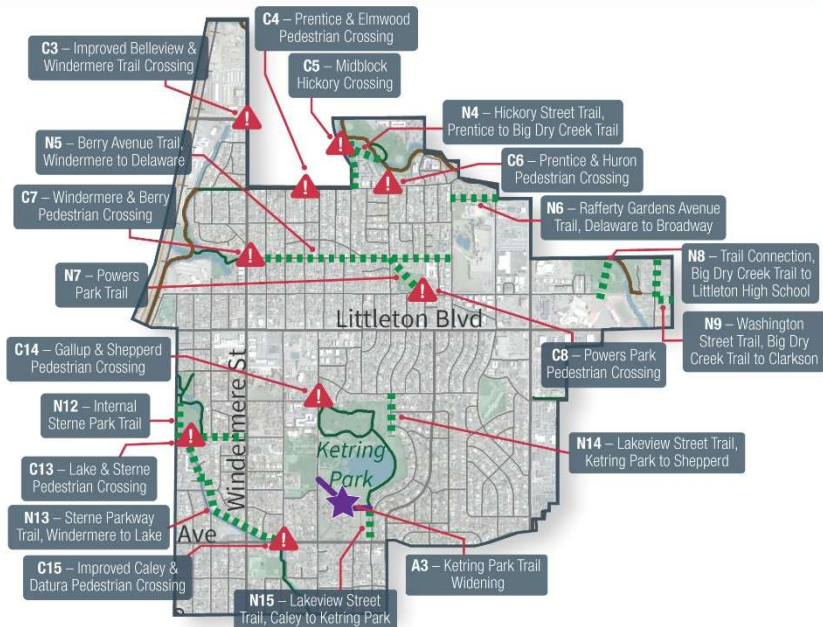 C4 – Prentice & Elmwood
Pedestrian Crossing
C3 – Improved Belleview &
Windermere Trail Crossing
C5 – Midblock
Hickory Crossing
N4 – Hickory Street Trail,
Prentice to Big Dry Creek Trail
N5 – Berry Avenue Trail,
Windermere to Delaware
C6 – Prentice & Huron
Pedestrian Crossing
C7 – Windermere & Berry
Pedestrian Crossing
N6 – Rafferty Gardens Avenue
Trail, Delaware to Broadway
N7 – Powers
Park Trail
N8 – Trail Connection,
Big Dry Creek Trail to
Littleton High School
Littleton Blvd
N9 – Washington
Street Trail, Big Dry
Creek Trail to Clarkson
C14 – Gallup & Shepperd
Pedestrian Crossing
C8 – Powers Park
Pedestrian Crossing
Windermere St
N12 – Internal
Sterne Park Trail
Ketring
Park
N14 – Lakeview Street Trail,
Ketring Park to Shepperd
C13 – Lake & Sterne
Pedestrian Crossing
N13 – Sterne Parkway
Trail, Windermere to Lake
Ave
C15 – Improved Caley &
Datura Pedestrian Crossing
A3 – Ketring Park Trail
Widening
N15 – Lakeview Street
Trail, Caley to Ketring Park